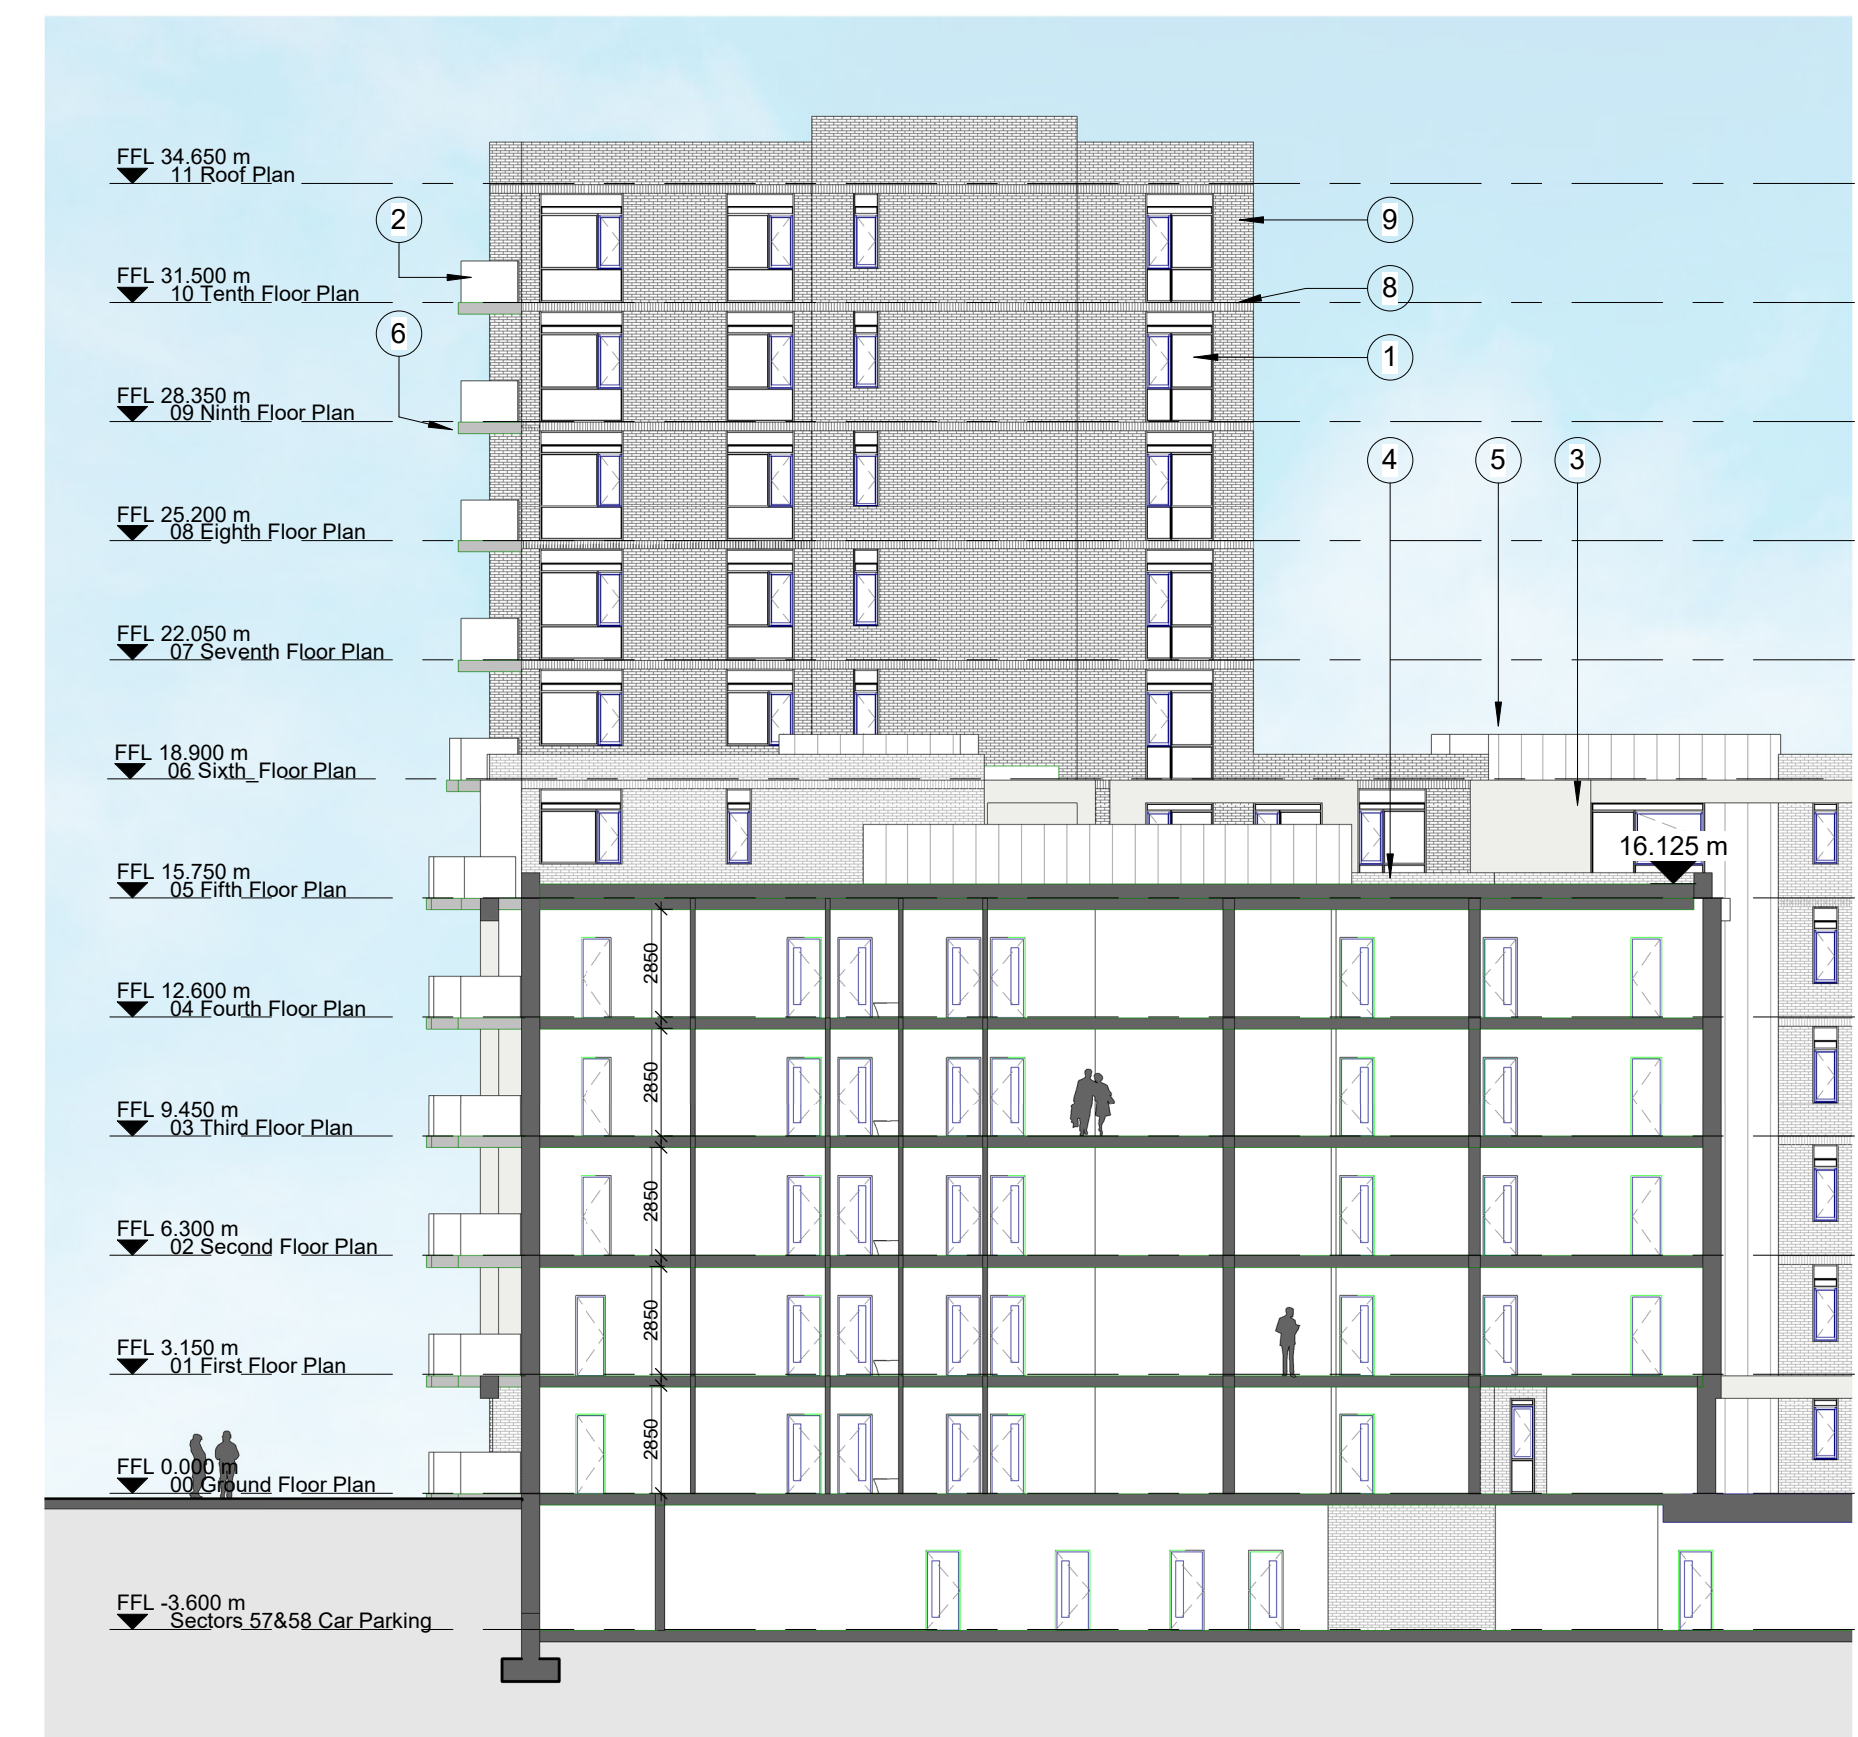 FFL 34.650 m
11 Roof Plan
2
9
FFL 31.500 m
10 Tenth Floor Plan
8
6
1
FFL 28.350 m
09 Ninth Floor Plan
4
5
3
FFL 25.200 m
08 Eighth Floor Plan
FFL 22.050 m
07 Seventh Floor Plan
FFL 18.900 m
06 Sixth_Floor Plan
16.125 m
FFL 15.750 m
05 Fifth Floor Plan
2850
FFL 12.600 m
04 Fourth Floor Plan
2850
FFL 9.450 m
03 Third Floor Plan
2850
FFL 6.300 m
02 Second Floor Plan
2850
FFL 3.150 m
01 First Floor Plan
2850
FFL 0.000 m
00 Ground Floor Plan
FFL -3.600 m
Sectors 57&58 Car Parking